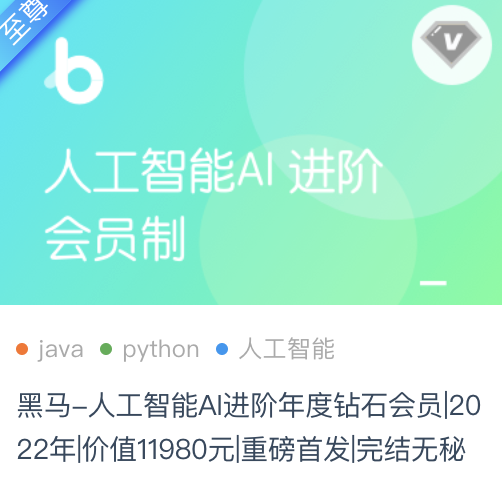 至尊
b
V
人工智能AI 进阶
会员制
java python 人工智能
黑马-人工智能AI进阶年度钻石会员|20
22年|价值11980元|重磅首发|完结无秘